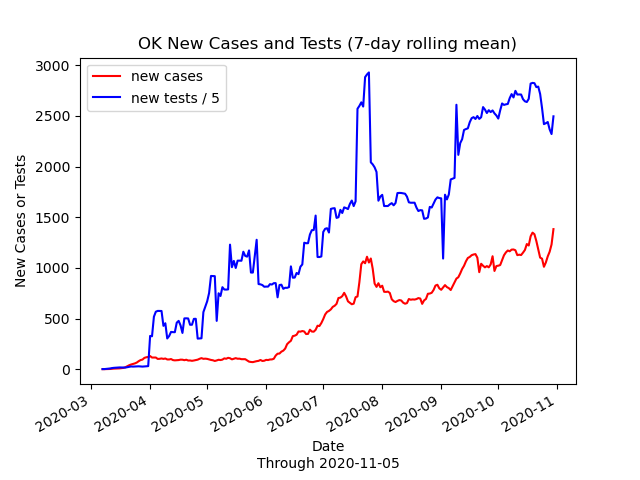 OK New Cases and Tests (7-day rolling mean)
new cases
new tests / 5
New Cases or Tests
3000
2500
2000
1500
1000
500
0
2020-03
2020-04
2020-05
2020-06
2020-07
2020-08
2020-09
2020-10
2020-11
Date
Through 2020-11-05